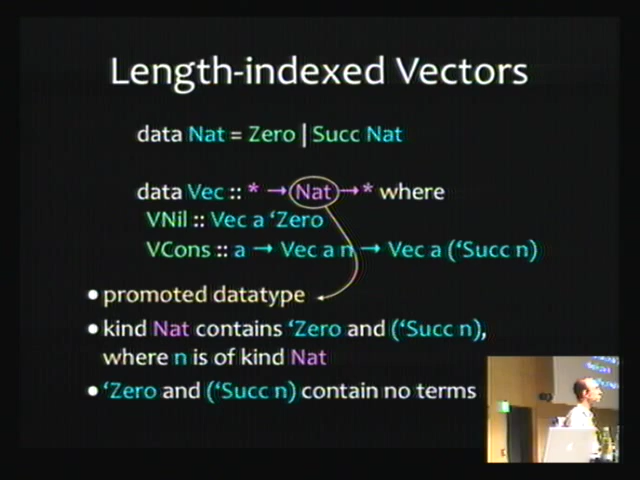 Length-indexed Vectors
data Nat = Zero | Succ Nat
data Vec :: * → Nat → * where
VNil :: Vec a ‘Zero
VCons :: a → Vec a n → Vec a (‘Succ n)
• promoted datatype
• kind Nat contains ‘Zero and (‘Succ n),
where n is of kind Nat
• ‘Zero and (‘Succ n) contain no terms